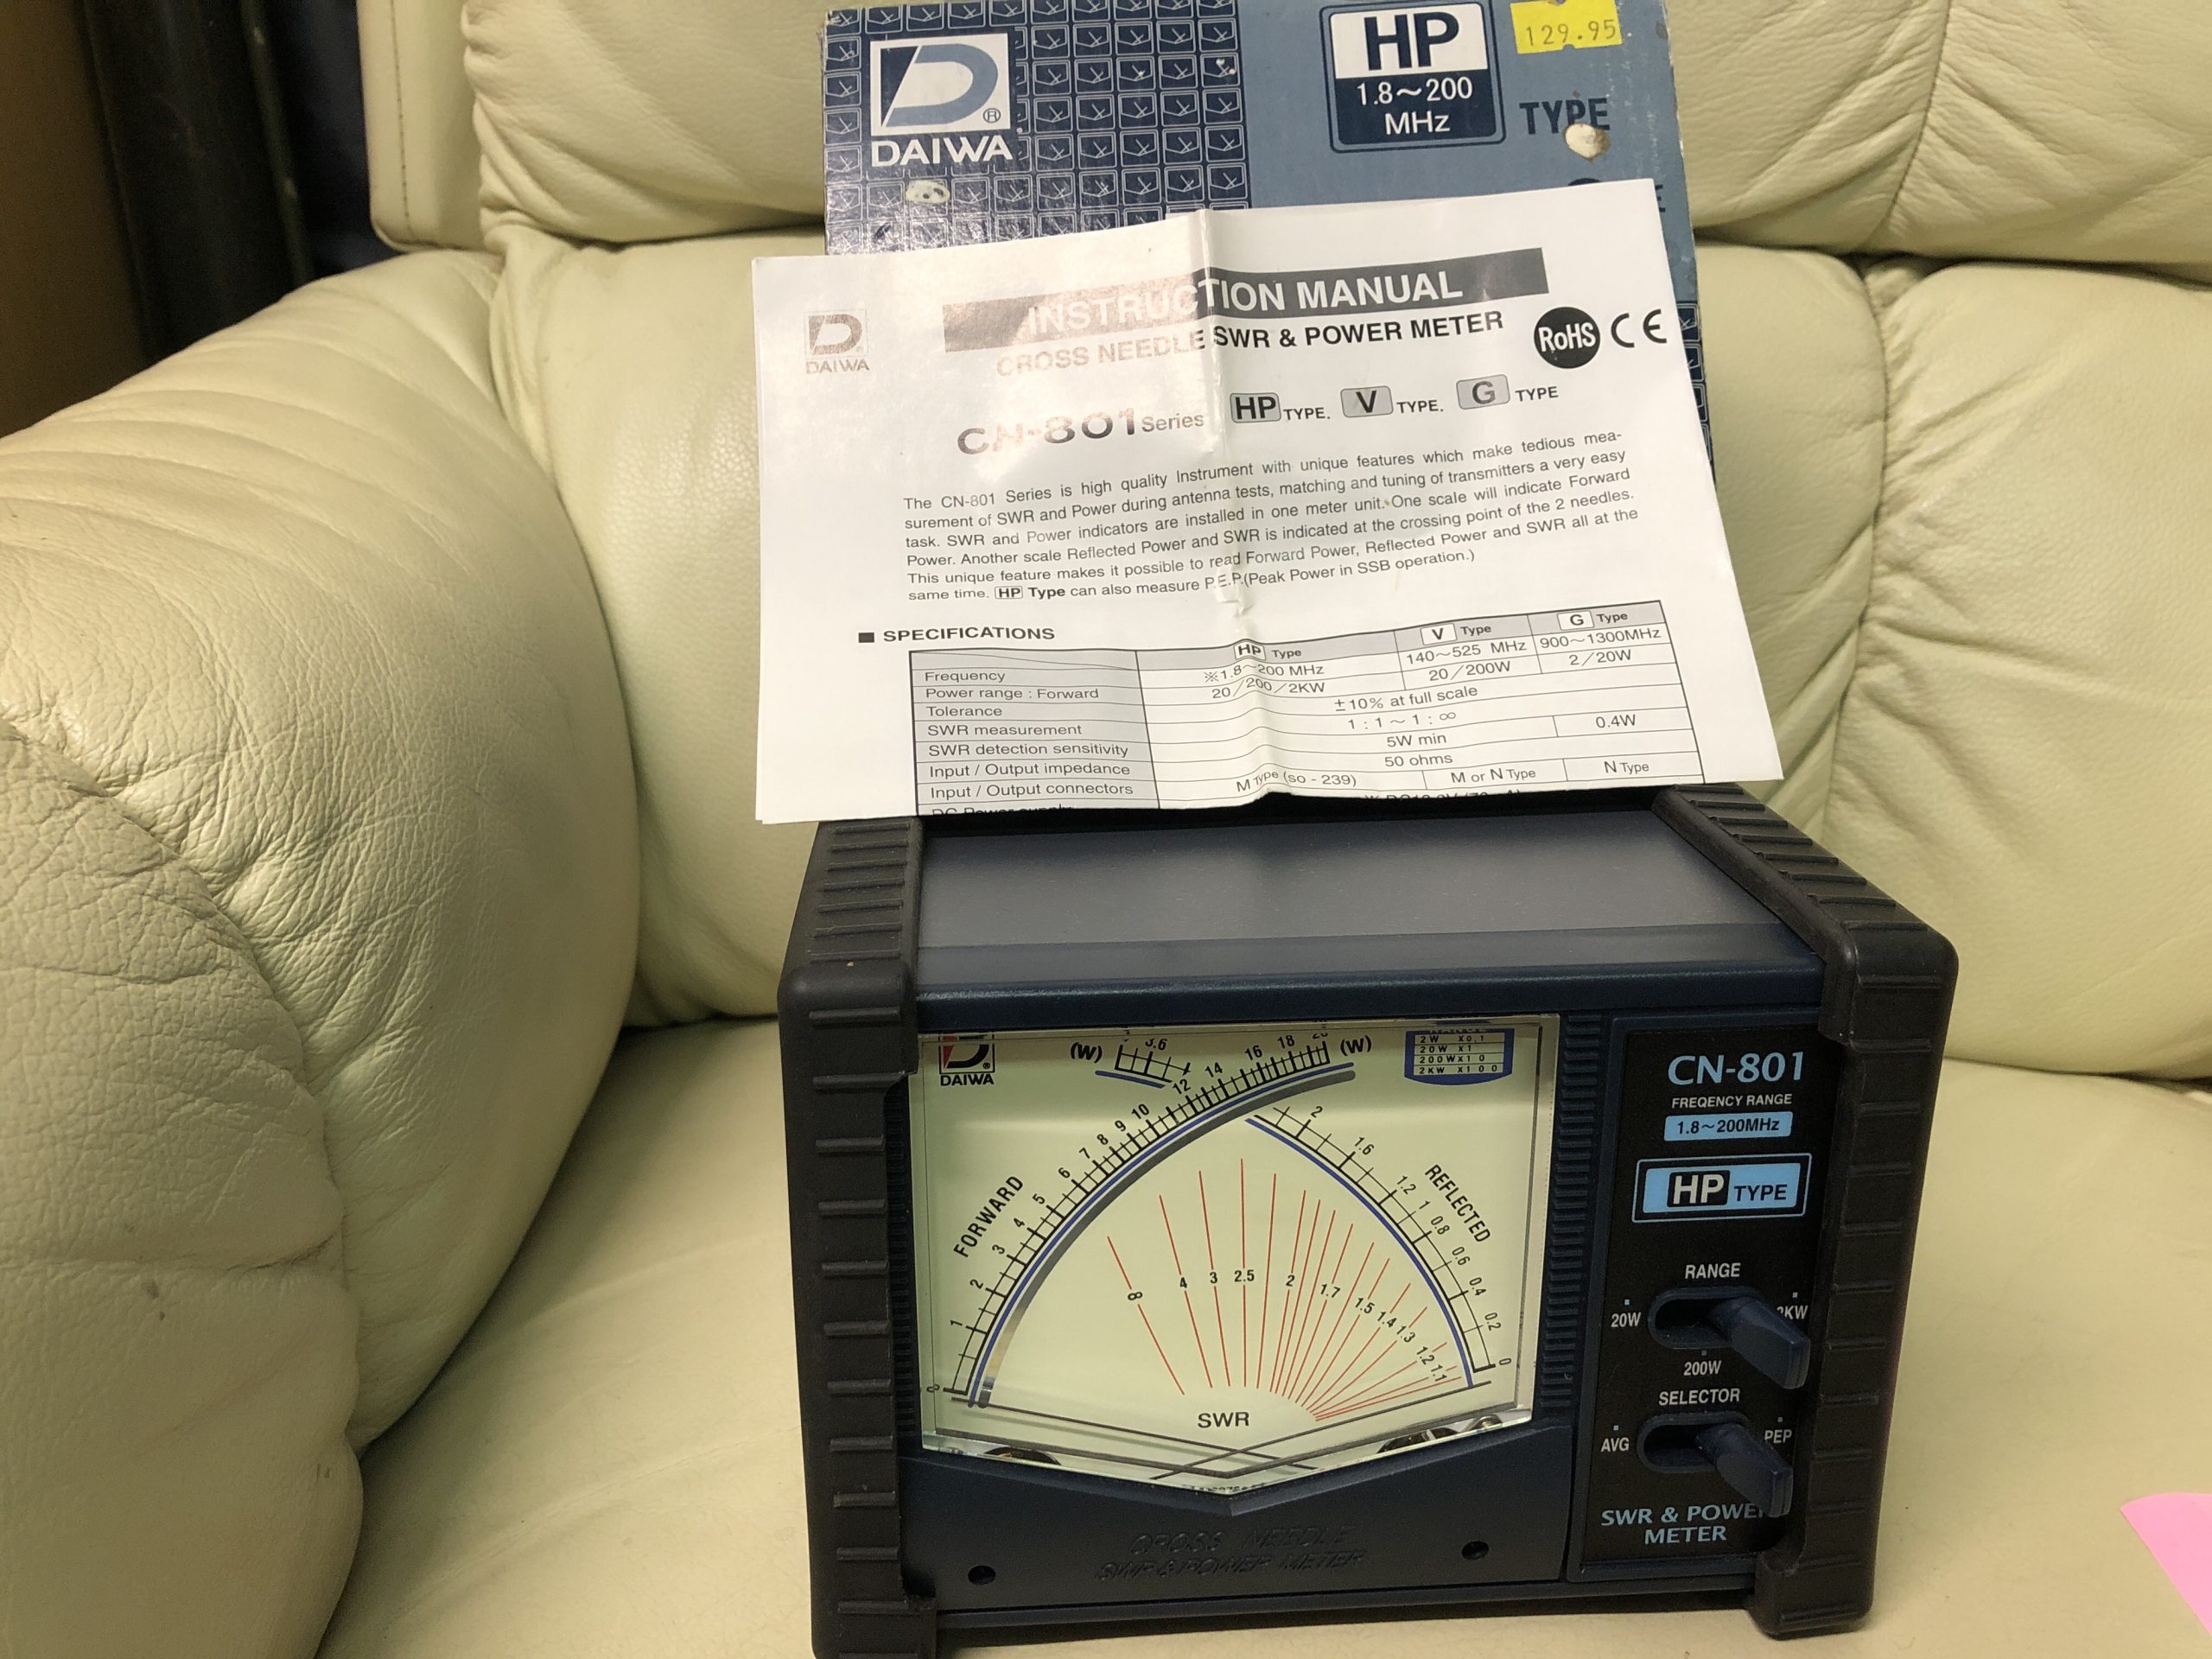 DAIWA
HP
1.8~200
MHz
129.95
TYPE
DAIWA
INSTRUCTION MANUAL
CROSS NEEDLE SWR & POWER METER
RoHS CE
CN-801 Series HP TYPE. V TYPE. G TYPE
The CN-801 Series is high quality Instrument with unique features which make tedious mea-
surement of SWR and Power during antenna tests, matching and tuning of transmitters a very easy
task. SWR and Power indicators are installed in one meter unit. One scale will indicate Forward
Power. Another scale Reflected Power and SWR is indicated at the crossing point of the 2 needles.
This unique feature makes it possible to read Forward Power, Reflected Power and SWR all at the
same time. HP Type can also measure P.E.P.(Peak Power in SSB operation.)
■ SPECIFICATIONS
HP Type V Type G Type
Frequency ※1.8~200 MHz 140~525 MHz 900~1300MHz
Power range : Forward 20/200/2KW 20/200W 2/20W
Tolerance ±10% at full scale
SWR measurement 1 : 1 ~ 1 : ∞
SWR detection sensitivity 5W min 0.4W
Input / Output impedance 50 ohms
Input / Output connectors M Type (so - 239) M or N Type N Type
DAIWA
(W) 3.6
(W)
2W X0.1
20W X1
200W X10
2KW X100
FORWARD
0 1 2 3 4 5 6 7 8 9 10 12 14 16 18 20
REFLECTED
2 1.6 1.2 1 0.8 0.6 0.4 0.2 0
8 4 3 2.5 2 1.7 1.5 1.4 1.3 1.2 1.1
SWR
CROSS NEEDLE
SWR & POWER METER
CN-801
FREQENCY RANGE
1.8~200MHz
HP TYPE
RANGE
20W 2KW
200W
SELECTOR
AVG PEP
SWR & POWER
METER